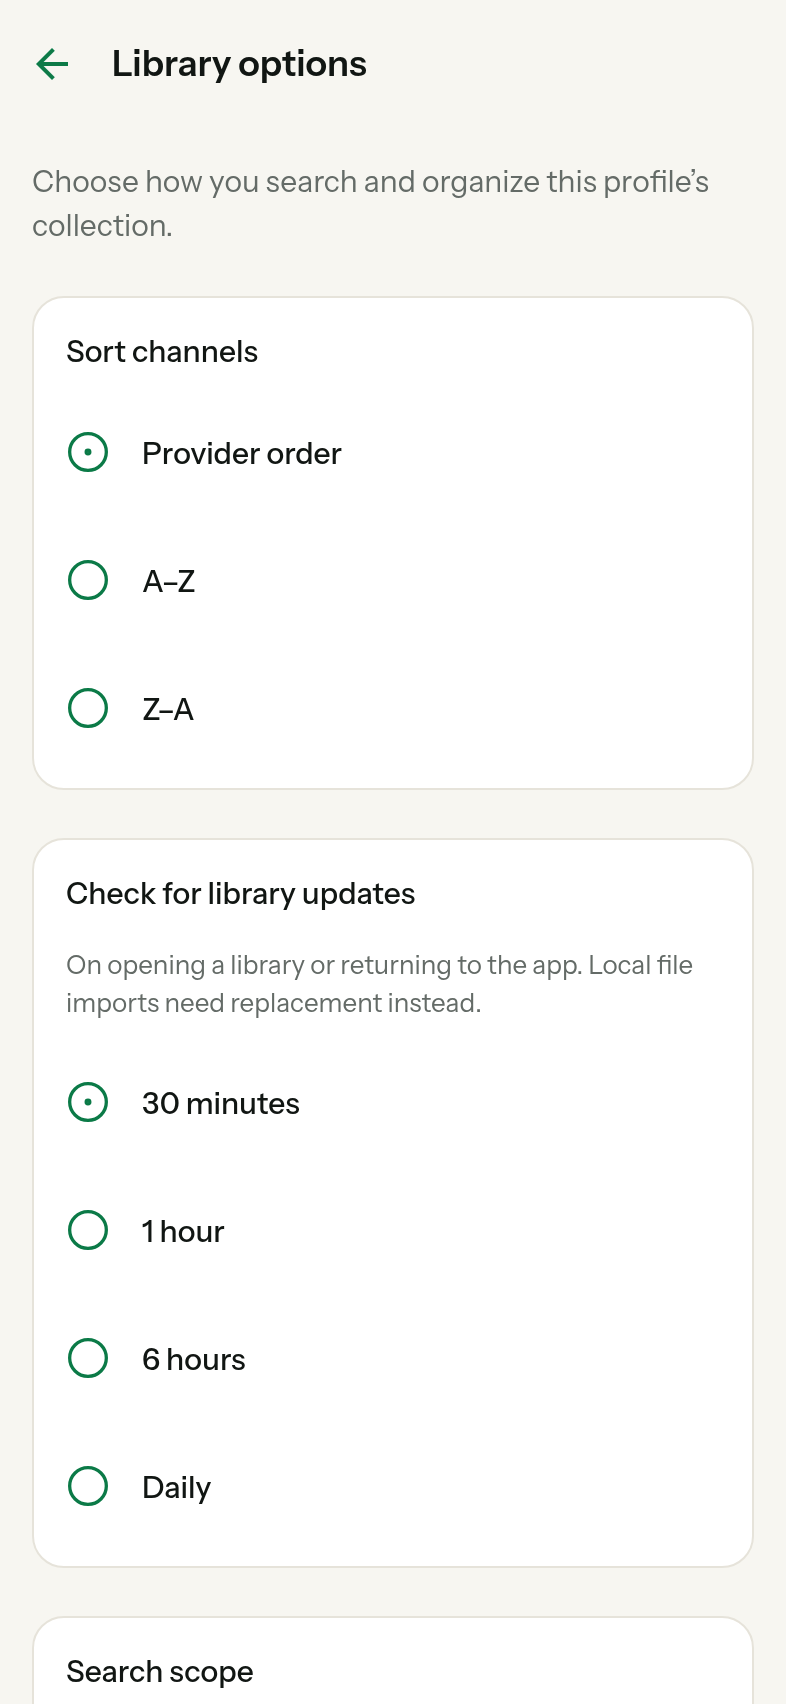 Library options
Choose how you search and organize this profile’s
collection.
Sort channels
Provider order
A–Z
Z–A
Check for library updates
On opening a library or returning to the app. Local file
imports need replacement instead.
30 minutes
1 hour
6 hours
Daily
Search scope